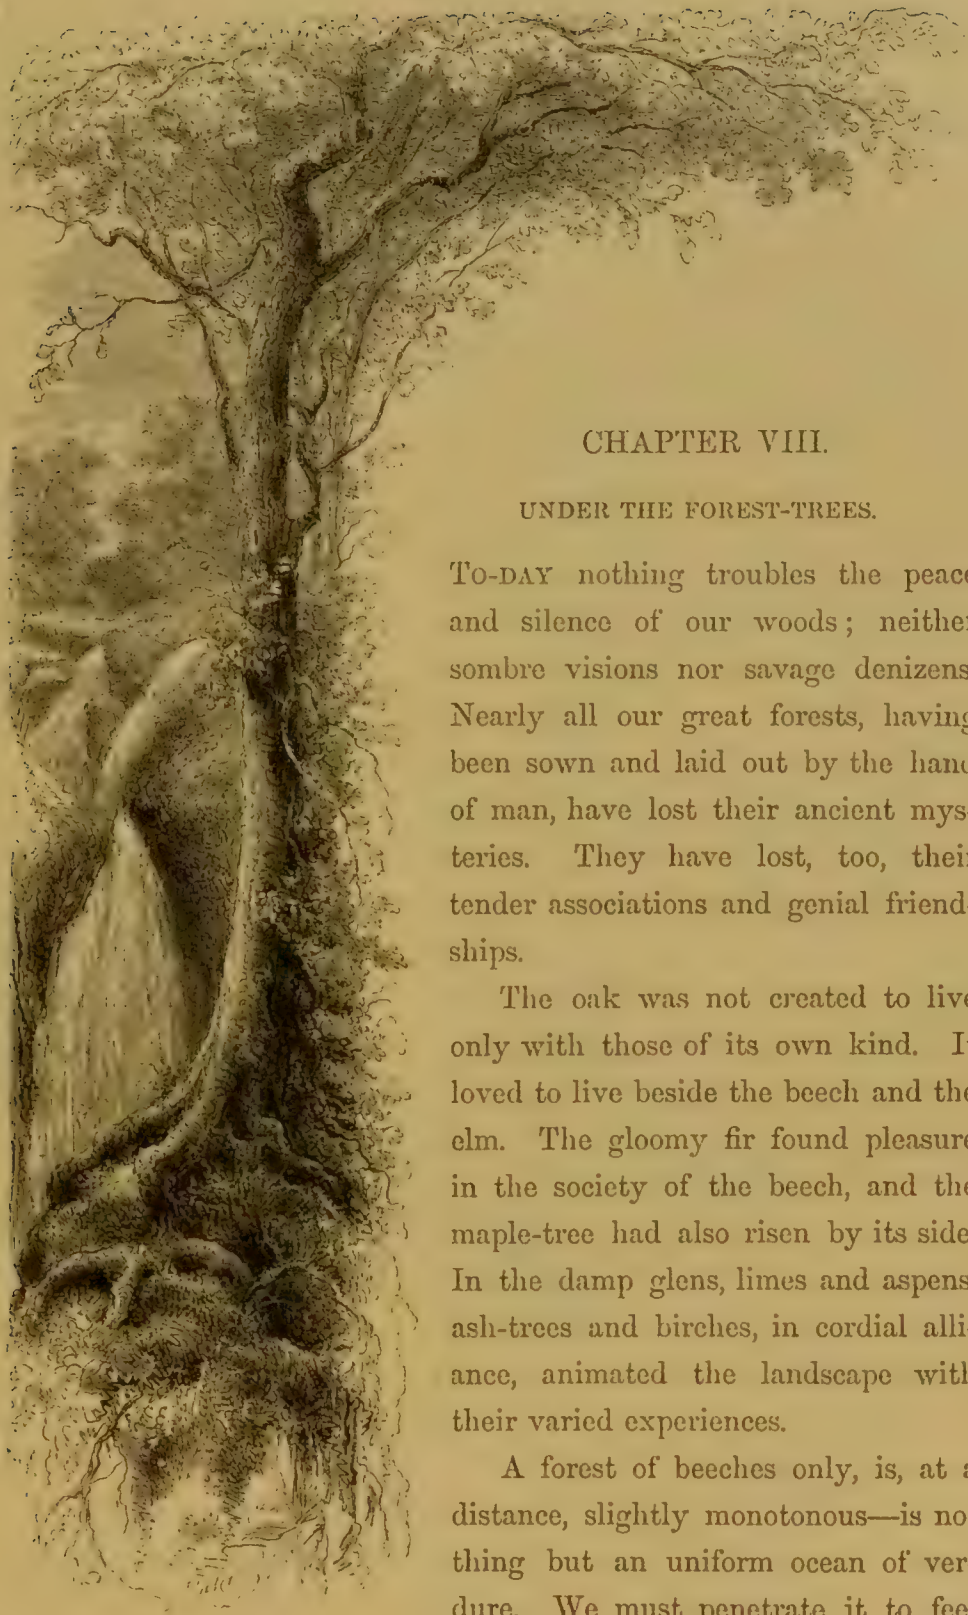 CHAPTER VIII.
UNDER THE FOREST-TREES.
TO-DAY nothing troubles the peace
and silence of our woods; neither
sombre visions nor savage denizens.
Nearly all our great forests, having
been sown and laid out by the hand
of man, have lost their ancient mys-
teries. They have lost, too, their
tender associations and genial friend-
ships.
The oak was not created to live
only with those of its own kind. It
loved to live beside the beech and the
elm. The gloomy fir found pleasure
in the society of the beech, and the
maple-tree had also risen by its side.
In the damp glens, limes and aspens,
ash-trees and birches, in cordial alli-
ance, animated the landscape with
their varied experiences.
A forest of beeches only, is, at a
distance, slightly monotonous—is no-
thing but an uniform ocean of ver-
dure. We must penetrate it to feel